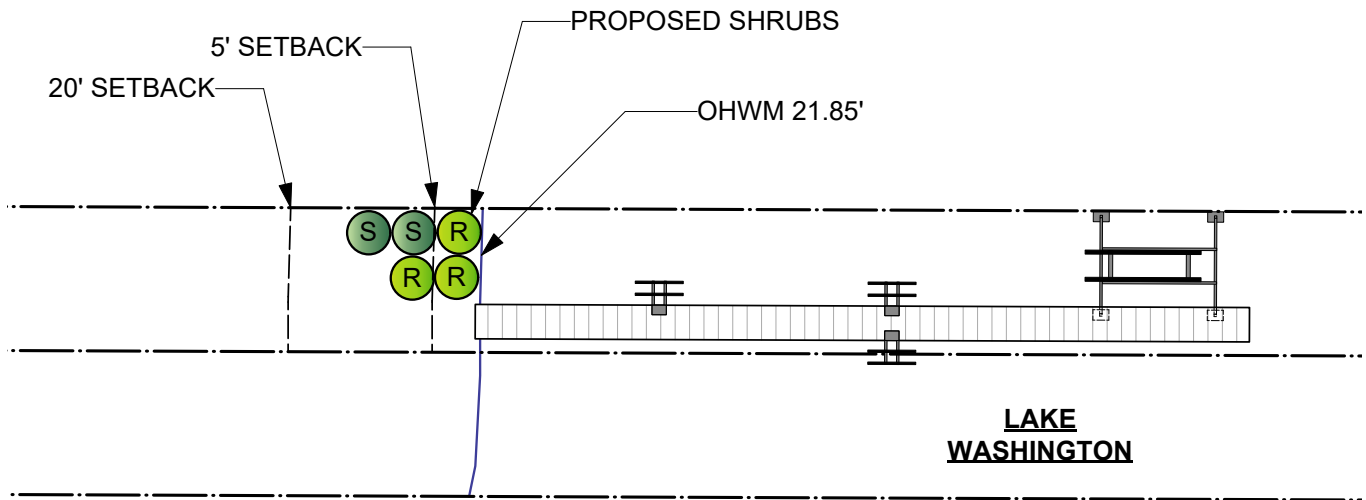 PROPOSED SHRUBS
5' SETBACK
20' SETBACK
OHWM 21.85'
S S R
R R
LAKE
WASHINGTON